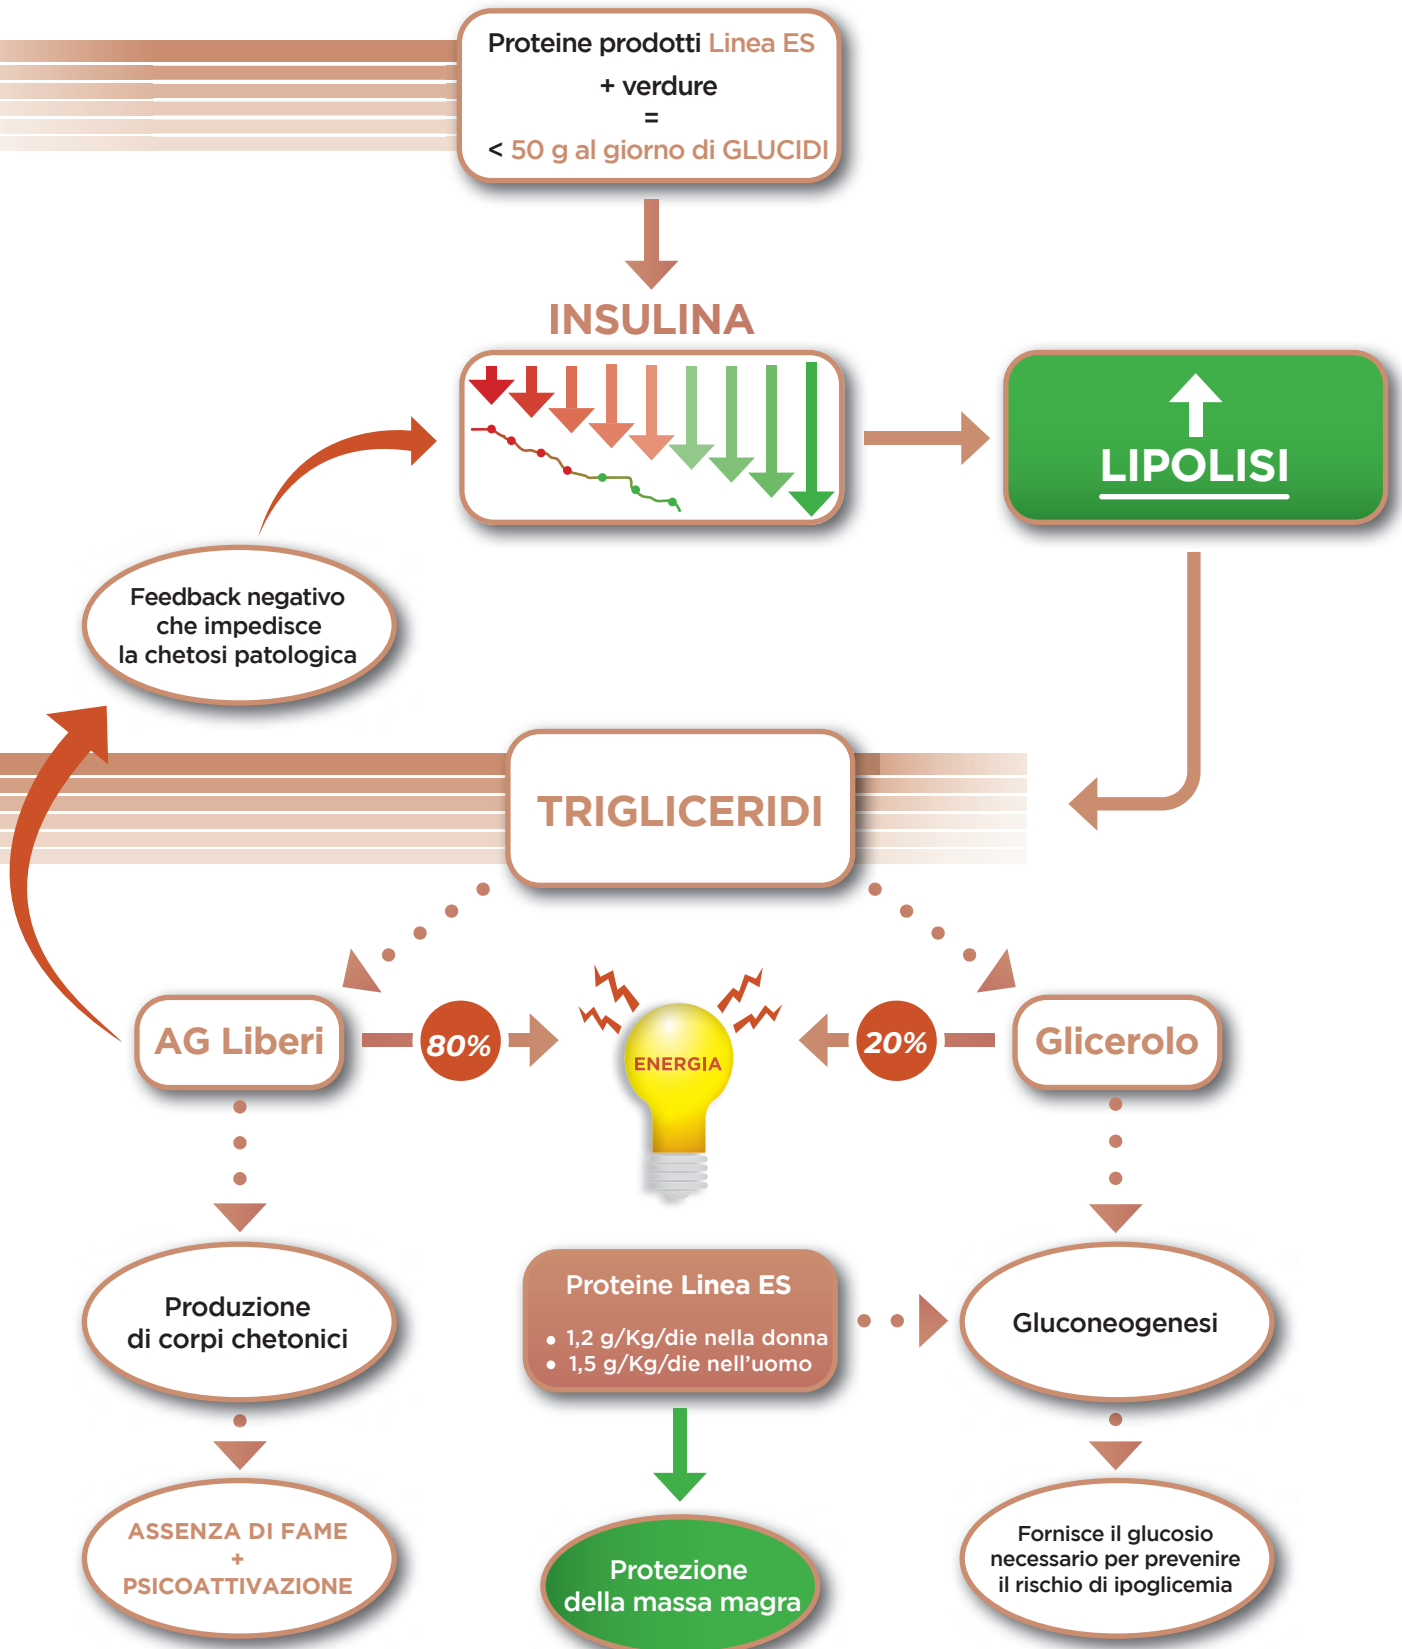 Proteine prodotti Linea ES
+ verdure
=
< 50 g al giorno di GLUCIDI
INSULINA
LIPOLISI
Feedback negativo
che impedisce
la chetosi patologica
TRIGLICERIDI
AG Liberi
80%
ENERGIA
20%
Glicerolo
Produzione
di corpi chetonici
Proteine Linea ES
• 1,2 g/Kg/die nella donna
• 1,5 g/Kg/die nell'uomo
Gluconeogenesi
ASSENZA DI FAME
+
PSICOATTIVAZIONE
Protezione
della massa magra
Fornisce il glucosio
necessario per prevenire
il rischio di ipoglicemia